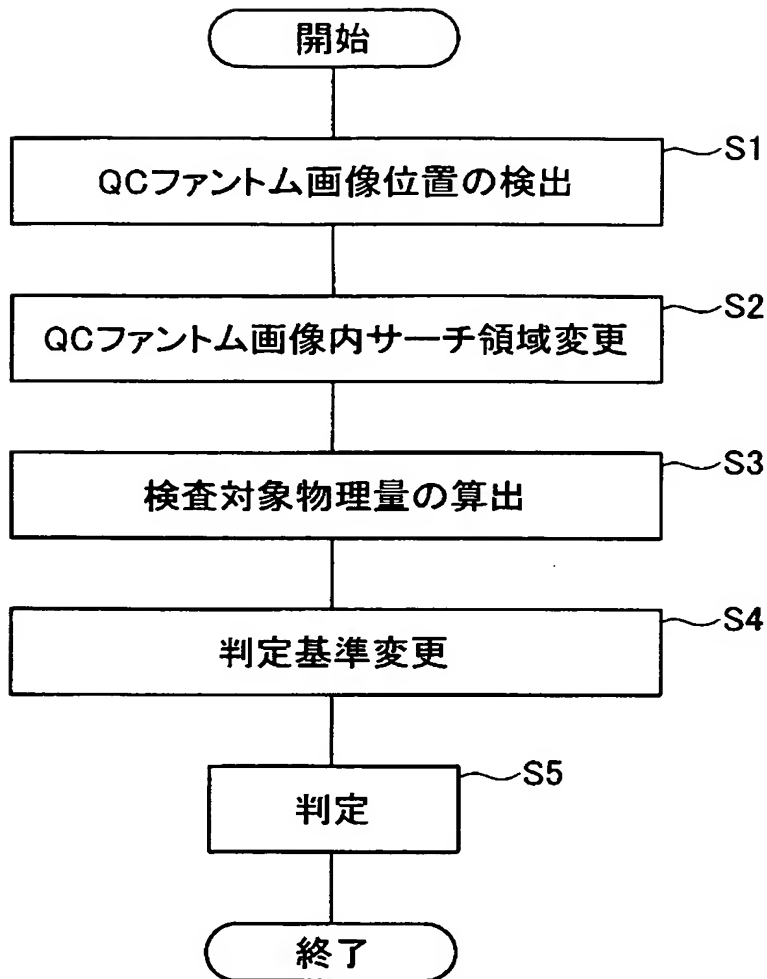 開始
S1
QCファントム画像位置の検出
S2
QCファントム画像内サーチ領域変更
S3
検査対象物理量の算出
S4
判定基準変更
S5
判定
終了